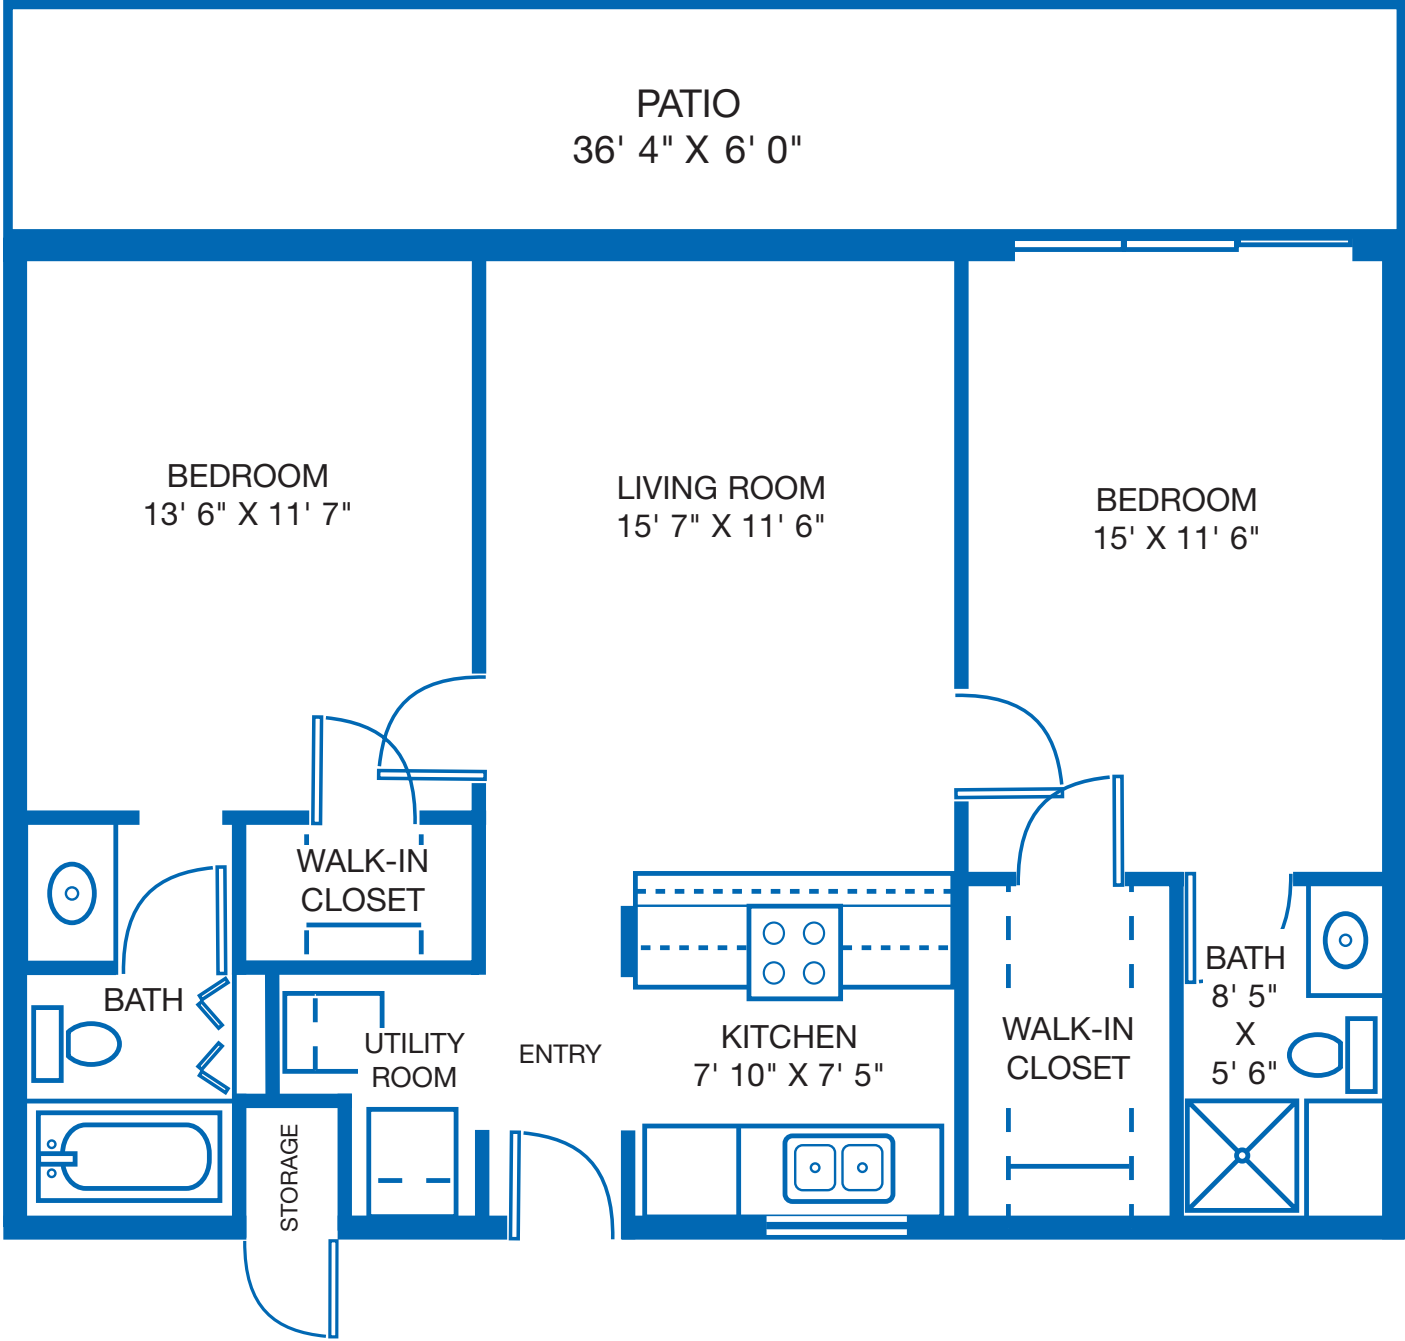 PATIO
36' 4" X 6' 0"
BEDROOM
13' 6" X 11' 7"
LIVING ROOM
15' 7" X 11' 6"
BEDROOM
15' X 11' 6"
WALK-IN
CLOSET
BATH
UTILITY
ROOM
ENTRY
KITCHEN
7' 10" X 7' 5"
WALK-IN
CLOSET
BATH
8' 5"
X
5' 6"
STORAGE